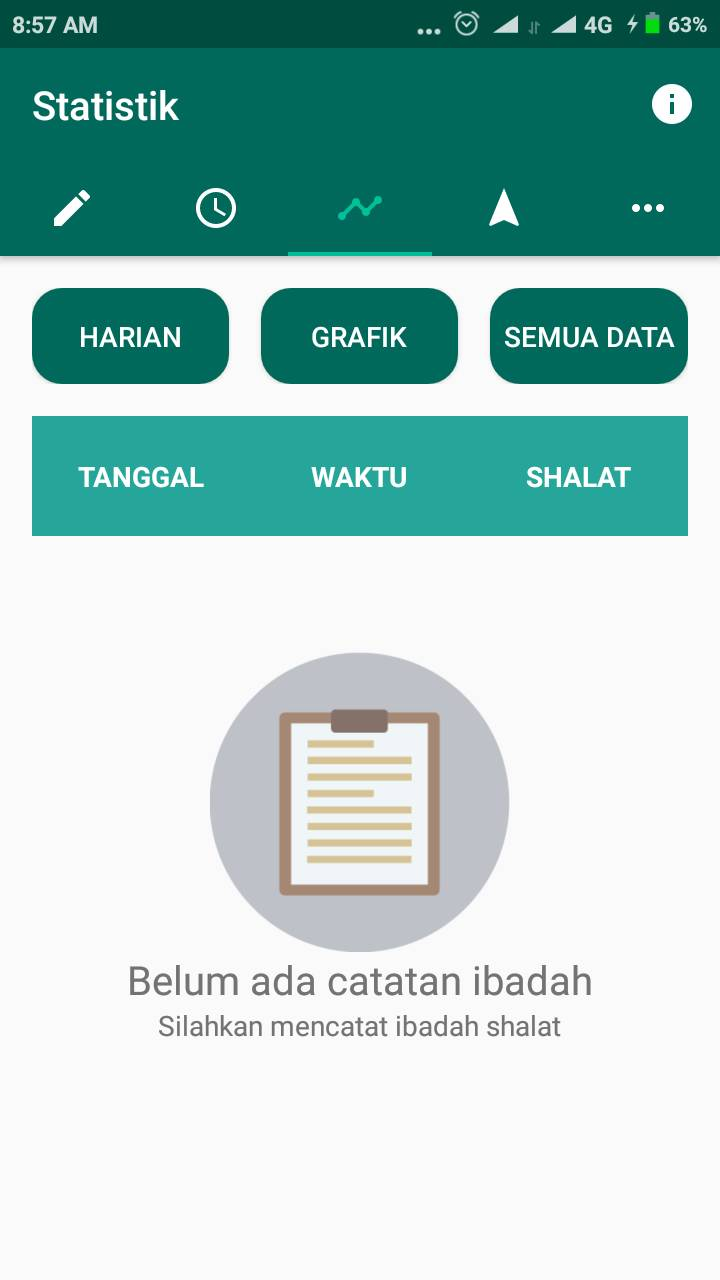 8:57 AM
4G 63%
Statistik
HARIAN GRAFIK SEMUA DATA
TANGGAL WAKTU SHALAT
Belum ada catatan ibadah
Silahkan mencatat ibadah shalat